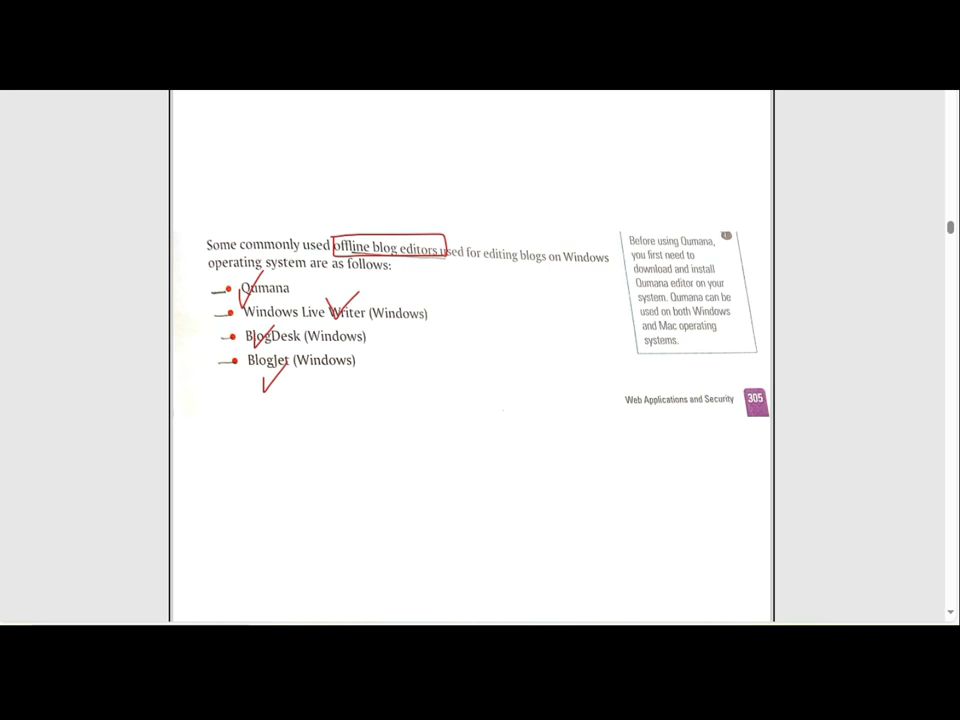 Some commonly used offline blog editors used for editing blogs on Windows
operating system are as follows:
Qumana
Windows Live Writer (Windows)
BlogDesk (Windows)
BlogJet (Windows)
Before using Qumana,
you first need to
download and install
Qumana editor on your
system. Qumana can be
used on both Windows
and Mac operating
systems.
Web Applications and Security 305